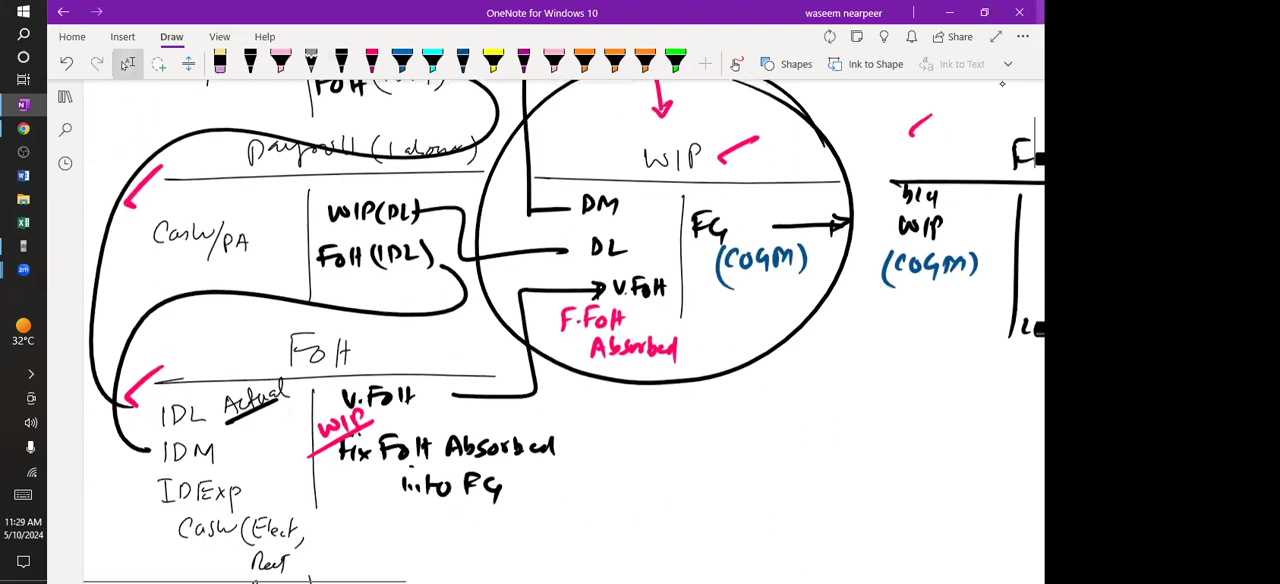 OneNote for Windows 10
waseem nearpeer
Home Insert Draw View Help
Share
Shapes
Ink to Shape
Ink to Text
FOH (
Payroll (Labour)
Cash/PA
WIP(DL)
FOH (IDL)
FOH
IDL Actual
IDM
IDExp
Cash (Elect,
Rent
V.FOH
WIP
Fix FOH Absorbed
into FG
WIP
DM
DL
V.FOH
F.FOH
Absorbed
FG
(COGM)
WIP
(COGM)
F
32°C
11:29 AM
5/10/2024